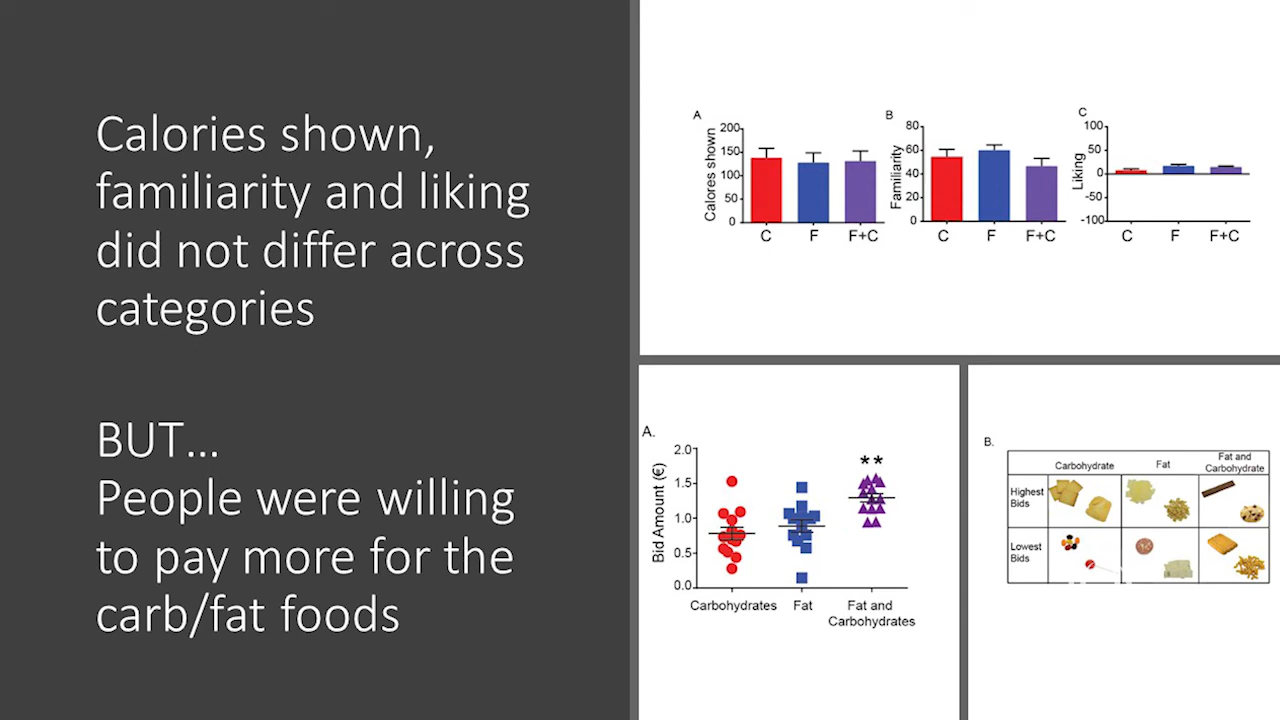 Calories shown,
familiarity and liking
did not differ across
categories
BUT...
People were willing
to pay more for the
carb/fat foods
A
Calores shown
200
150
100
50
0
C F F+C
B
Familiarity
80
60
40
20
0
C F F+C
C
Liking
100
50
0
-50
-100
C F F+C
A.
Bid Amount (€)
2.0
1.5
1.0
0.5
0.0
**
Carbohydrates Fat Fat and
Carbohydrates
B.
Carbohydrate Fat Fat and
Carbohydrate
Highest
Bids
Lowest
Bids